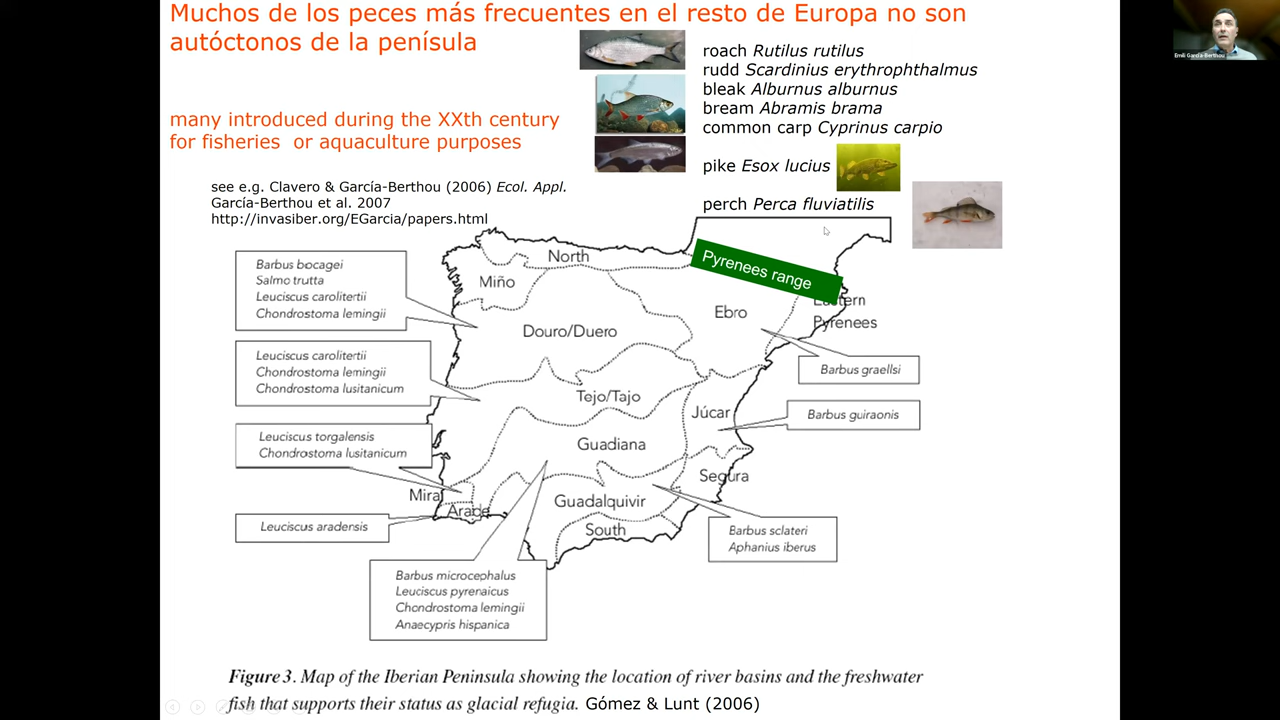 Muchos de los peces más frecuentes en el resto de Europa no son
autóctonos de la penísula
many introduced during the XXth century
for fisheries or aquaculture purposes
see e.g. Clavero & García-Berthou (2006) Ecol. Appl.
García-Berthou et al. 2007
http://invasiber.org/EGarcia/papers.html
roach Rutilus rutilus
rudd Scardinius erythrophthalmus
bleak Alburnus alburnus
bream Abramis brama
common carp Cyprinus carpio
pike Esox lucius
perch Perca fluviatilis
Emili García-Berthou
Pyrenees range
North
Miño
Douro/Duero
Ebro
Eastern
Pyrenees
Tejo/Tajo
Júcar
Guadiana
Segura
Guadalquivir
South
Mira
Arade
Barbus bocagei
Salmo trutta
Leuciscus carolitertii
Chondrostoma lemingii
Leuciscus carolitertii
Chondrostoma lemingii
Chondrostoma lusitanicum
Leuciscus torgalensis
Chondrostoma lusitanicum
Leuciscus aradensis
Barbus microcephalus
Leuciscus pyrenaicus
Chondrostoma lemingii
Anaecypris hispanica
Barbus graellsi
Barbus guiraonis
Barbus sclateri
Aphanius iberus
Figure 3. Map of the Iberian Peninsula showing the location of river basins and the freshwater
fish that supports their status as glacial refugia. Gómez & Lunt (2006)